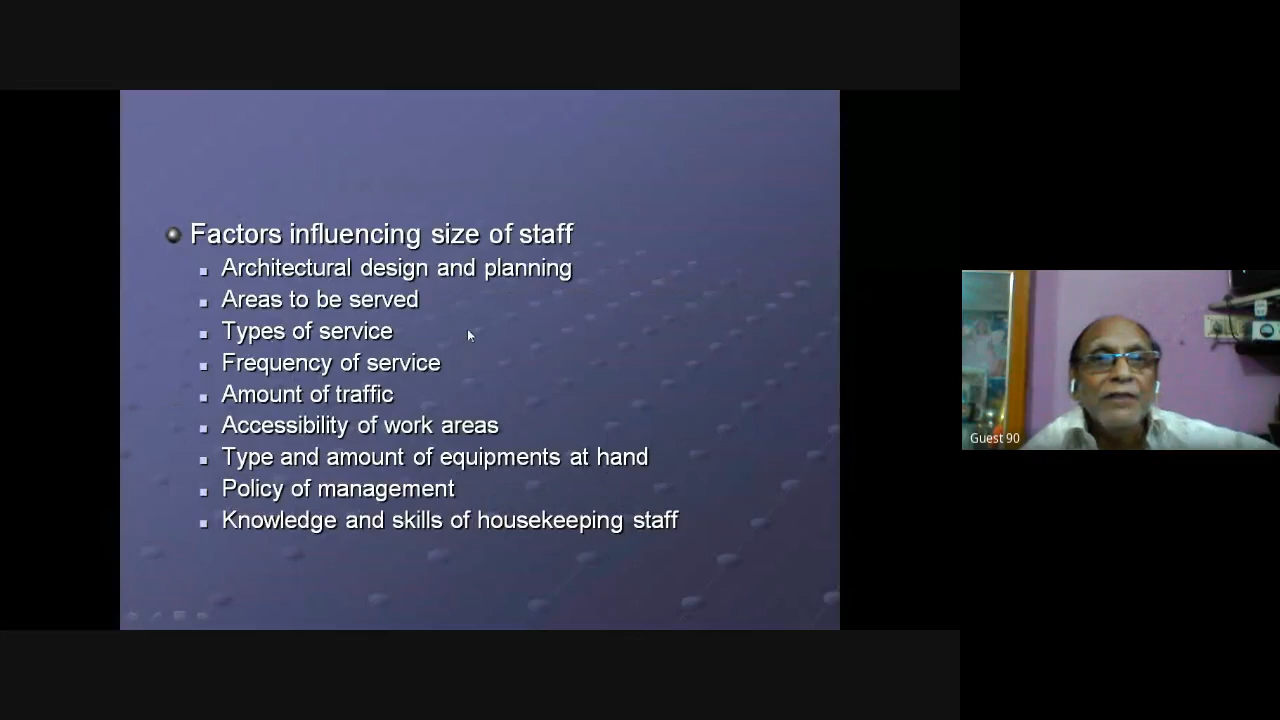 Factors influencing size of staff
Architectural design and planning
Areas to be served
Types of service
Frequency of service
Amount of traffic
Accessibility of work areas
Type and amount of equipments at hand
Policy of management
Knowledge and skills of housekeeping staff
Guest 90